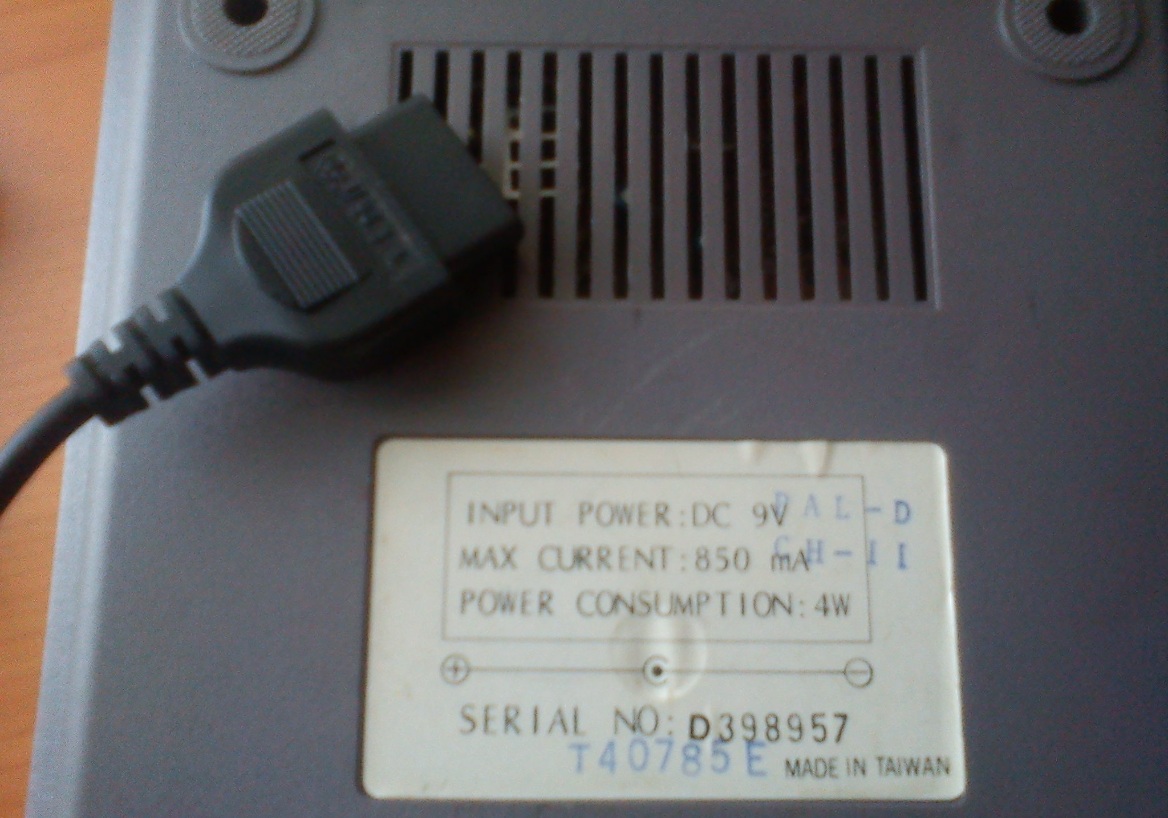 INPUT POWER:DC 9V PAL-D
MAX CURRENT:850 mA CH-II
POWER CONSUMPTION:4W
+ C −
SERIAL NO: D398957
T40785E MADE IN TAIWAN